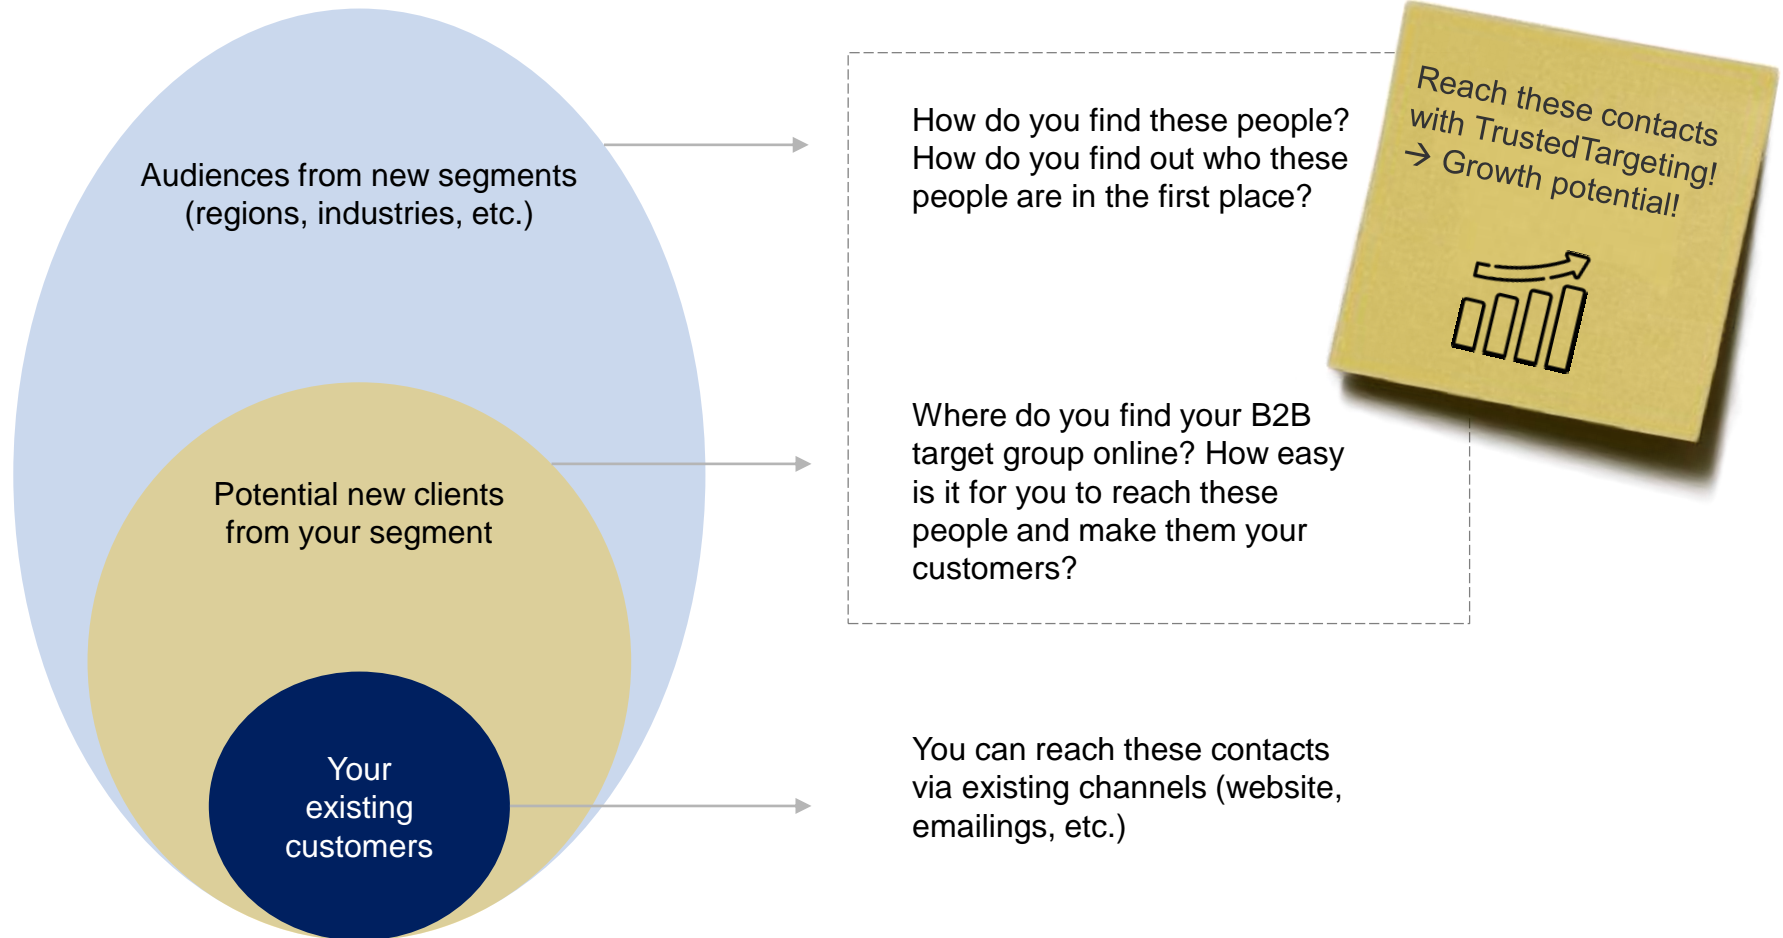 Audiences from new segments
(regions, industries, etc.)
How do you find these people?
How do you find out who these
people are in the first place?
Reach these contacts
with TrustedTargeting!
→ Growth potential!
Potential new clients
from your segment
Where do you find your B2B
target group online? How easy
is it for you to reach these
people and make them your
customers?
Your
existing
customers
You can reach these contacts
via existing channels (website,
emailings, etc.)